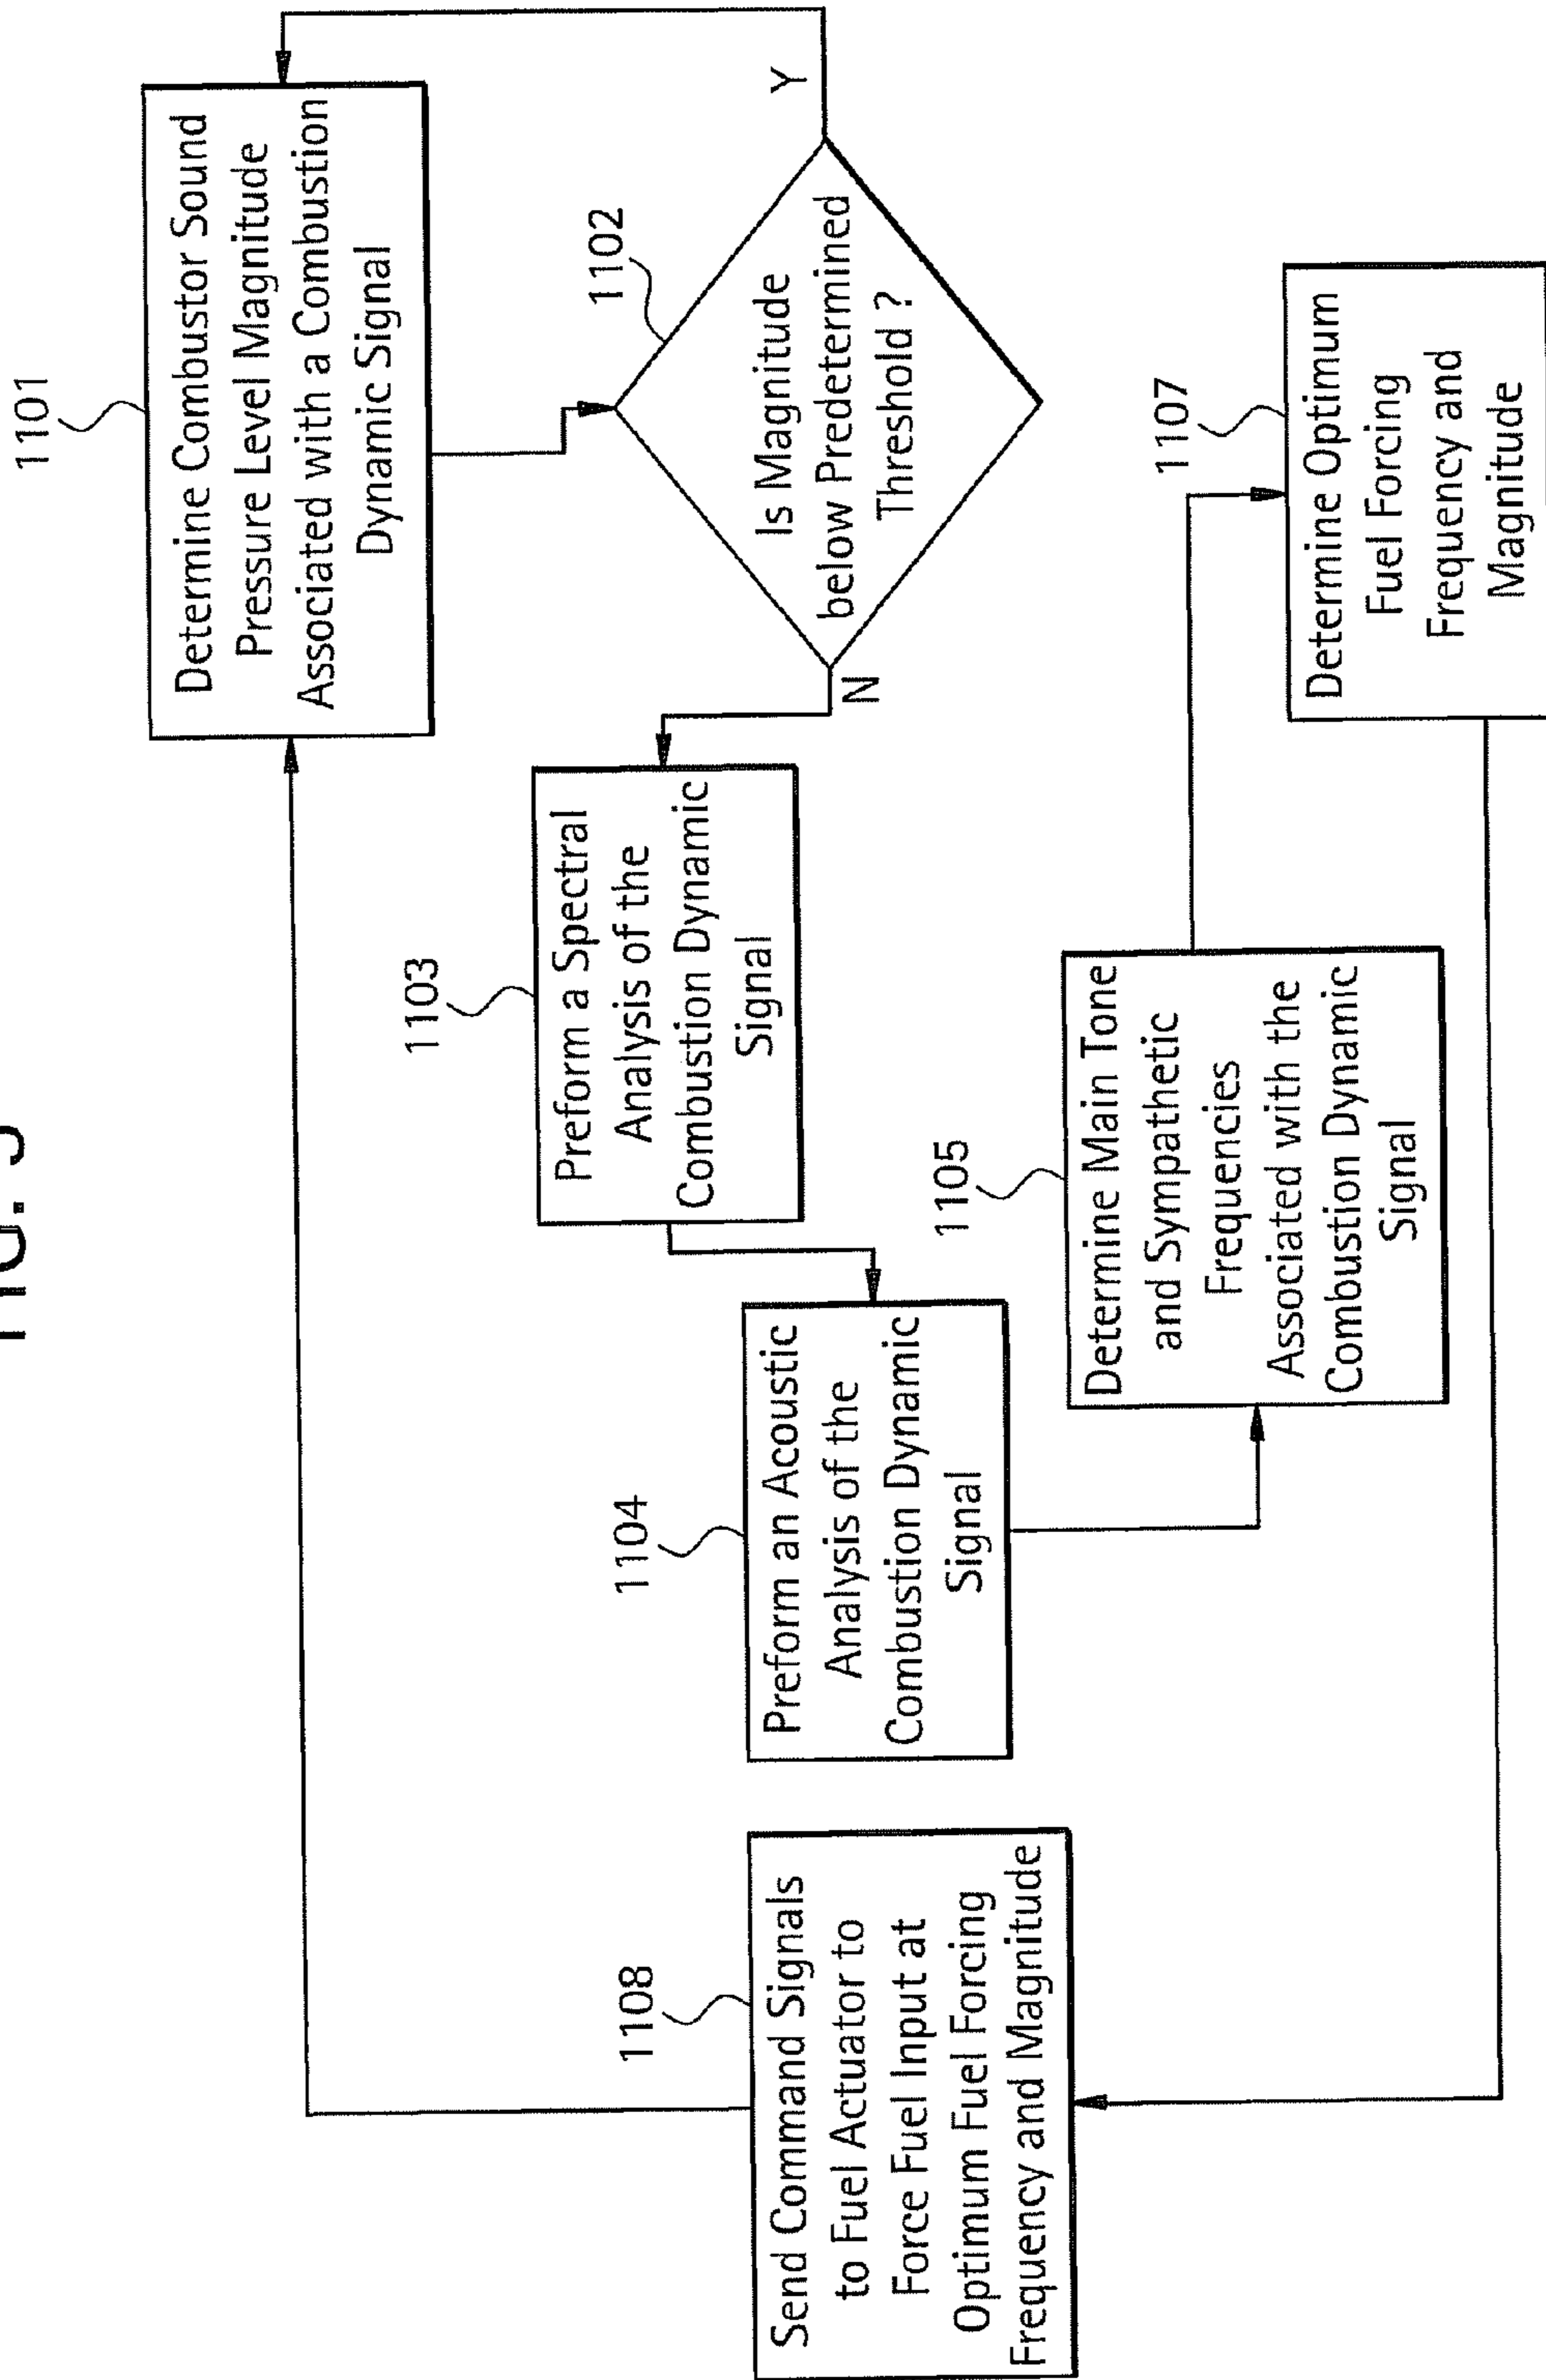 1101
Determine Combustor Sound
Pressure Level Magnitude
Associated with a Combustion
Dynamic Signal
1102
Is Magnitude
below Predetermined
Threshold ?
Y
N
1103
Preform a Spectral
Analysis of the
Combustion Dynamic
Signal
1104
Preform an Acoustic
Analysis of the
Combustion Dynamic
Signal
1105
Determine Main Tone
and Sympathetic
Frequencies
Associated with the
Combustion Dynamic
Signal
1107
Determine Optimum
Fuel Forcing
Frequency and
Magnitude
1108
Send Command Signals
to Fuel Actuator to
Force Fuel Input at
Optimum Fuel Forcing
Frequency and Magnitude